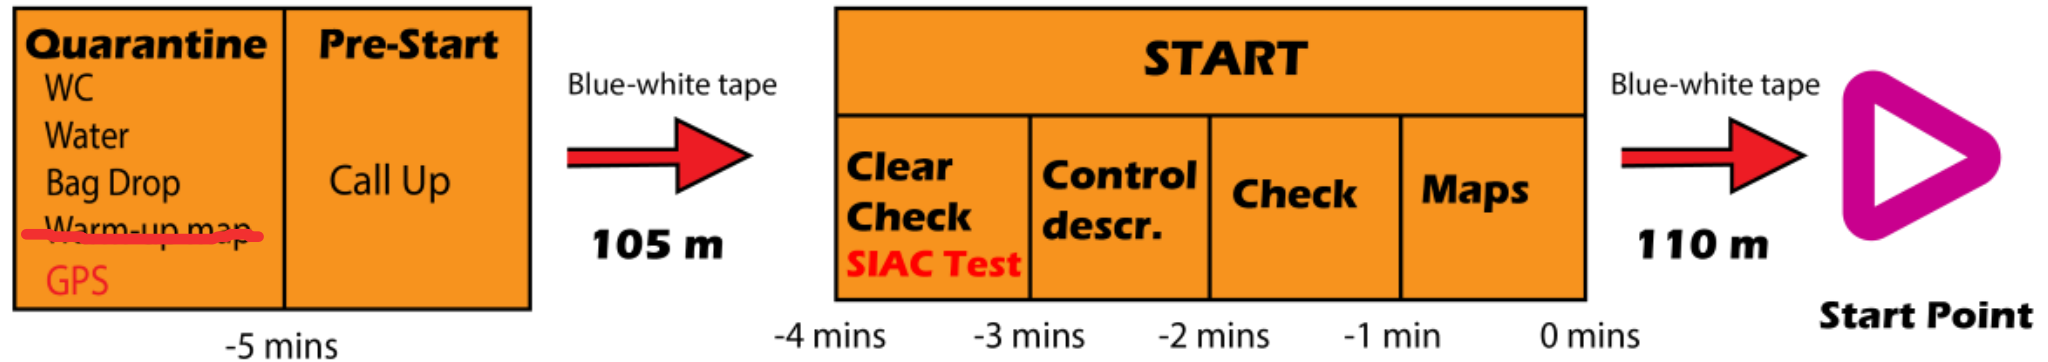 Quarantine
WC
Water
Bag Drop
Warm-up map
GPS
Pre-Start
Call Up
-5 mins
Blue-white tape
105 m
START
Clear
Check
SIAC Test
Control
descr.
Check
Maps
-4 mins
-3 mins
-2 mins
-1 min
0 mins
Blue-white tape
110 m
Start Point